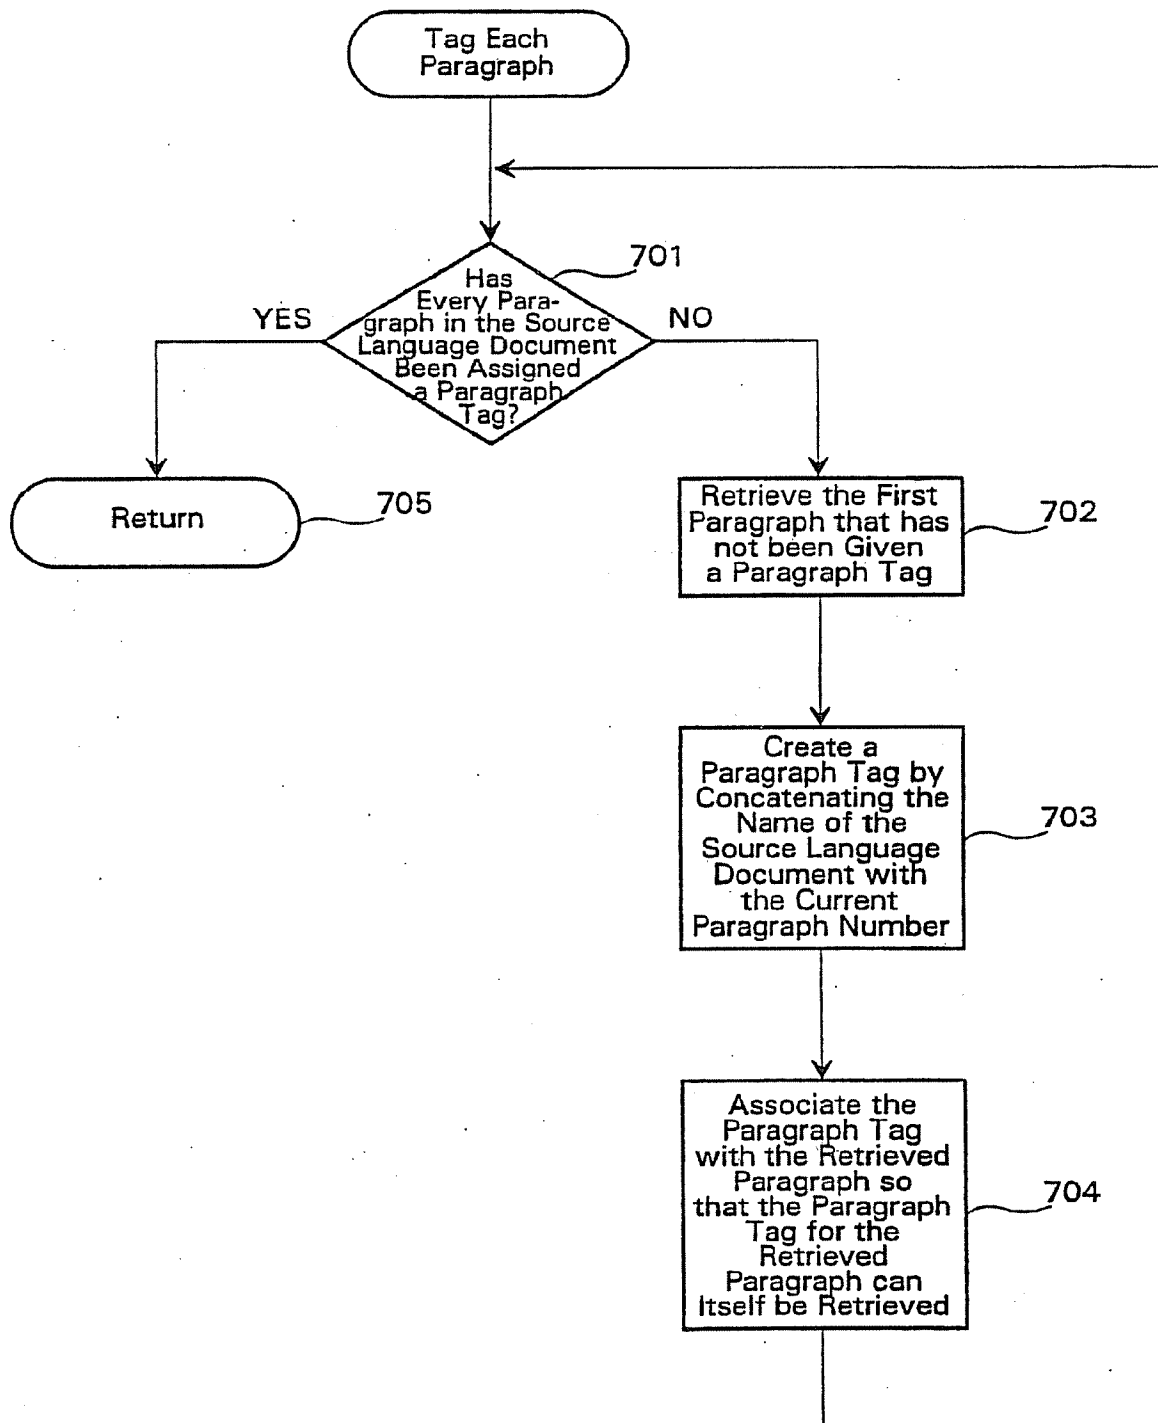 Tag Each
Paragraph
701
Has
Every Para-
graph in the Source
Language Document
Been Assigned
a Paragraph
Tag?
YES
NO
Return
705
Retrieve the First
Paragraph that has
not been Given
a Paragraph Tag
702
Create a
Paragraph Tag by
Concatenating the
Name of the
Source Language
Document with
the Current
Paragraph Number
703
Associate the
Paragraph Tag
with the Retrieved
Paragraph so
that the Paragraph
Tag for the
Retrieved
Paragraph can
Itself be Retrieved
704